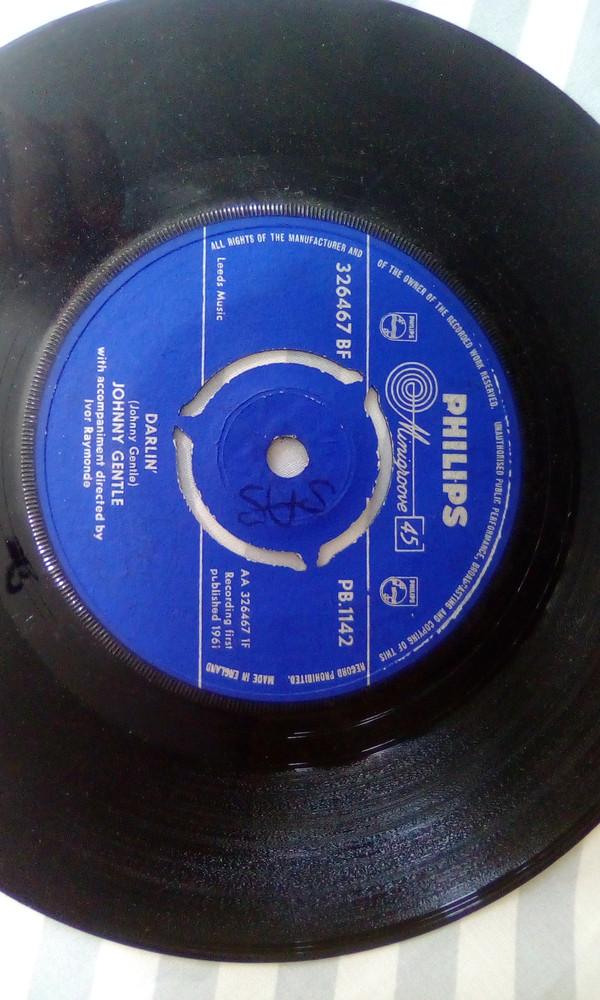 PHILIPS
Minigroove 45
PHILIPS
PHILIPS
326467 BF
PB.1142
Leeds Music
AA 326467 1F
Recording first
published 1961
DARLIN'
(Johnny Gentle)
JOHNNY GENTLE
with accompaniment directed by
Ivor Raymonde
ALL RIGHTS OF THE MANUFACTURER AND OF THE OWNER OF THE RECORDED WORK RESERVED. UNAUTHORISED PUBLIC PERFORMANCE, BROADCASTING AND COPYING OF THIS RECORD PROHIBITED. MADE IN ENGLAND